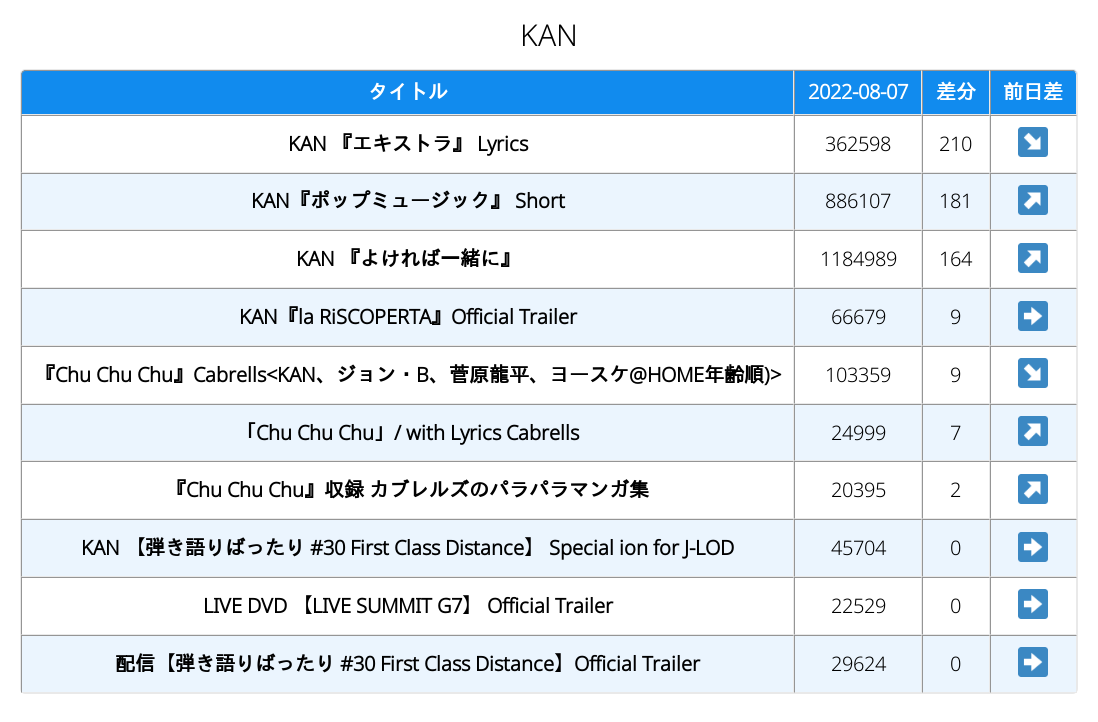 KAN
タイトル 2022-08-07 差分 前日差
KAN 『エキストラ』 Lyrics 362598 210 ↘
KAN『ポップミュージック』 Short 886107 181 ↗
KAN 『よければ一緒に』 1184989 164 ↗
KAN『la RiSCOPERTA』Official Trailer 66679 9 ➡
『Chu Chu Chu』Cabrells<KAN、ジョン・B、菅原龍平、ヨースケ@HOME年齢順)> 103359 9 ↘
「Chu Chu Chu」/ with Lyrics Cabrells 24999 7 ↗
『Chu Chu Chu』収録 カブレルズのパラパラマンガ集 20395 2 ↗
KAN 【弾き語りばったり #30 First Class Distance】 Special ion for J-LOD 45704 0 ➡
LIVE DVD 【LIVE SUMMIT G7】 Official Trailer 22529 0 ➡
配信【弾き語りばったり #30 First Class Distance】Official Trailer 29624 0 ➡